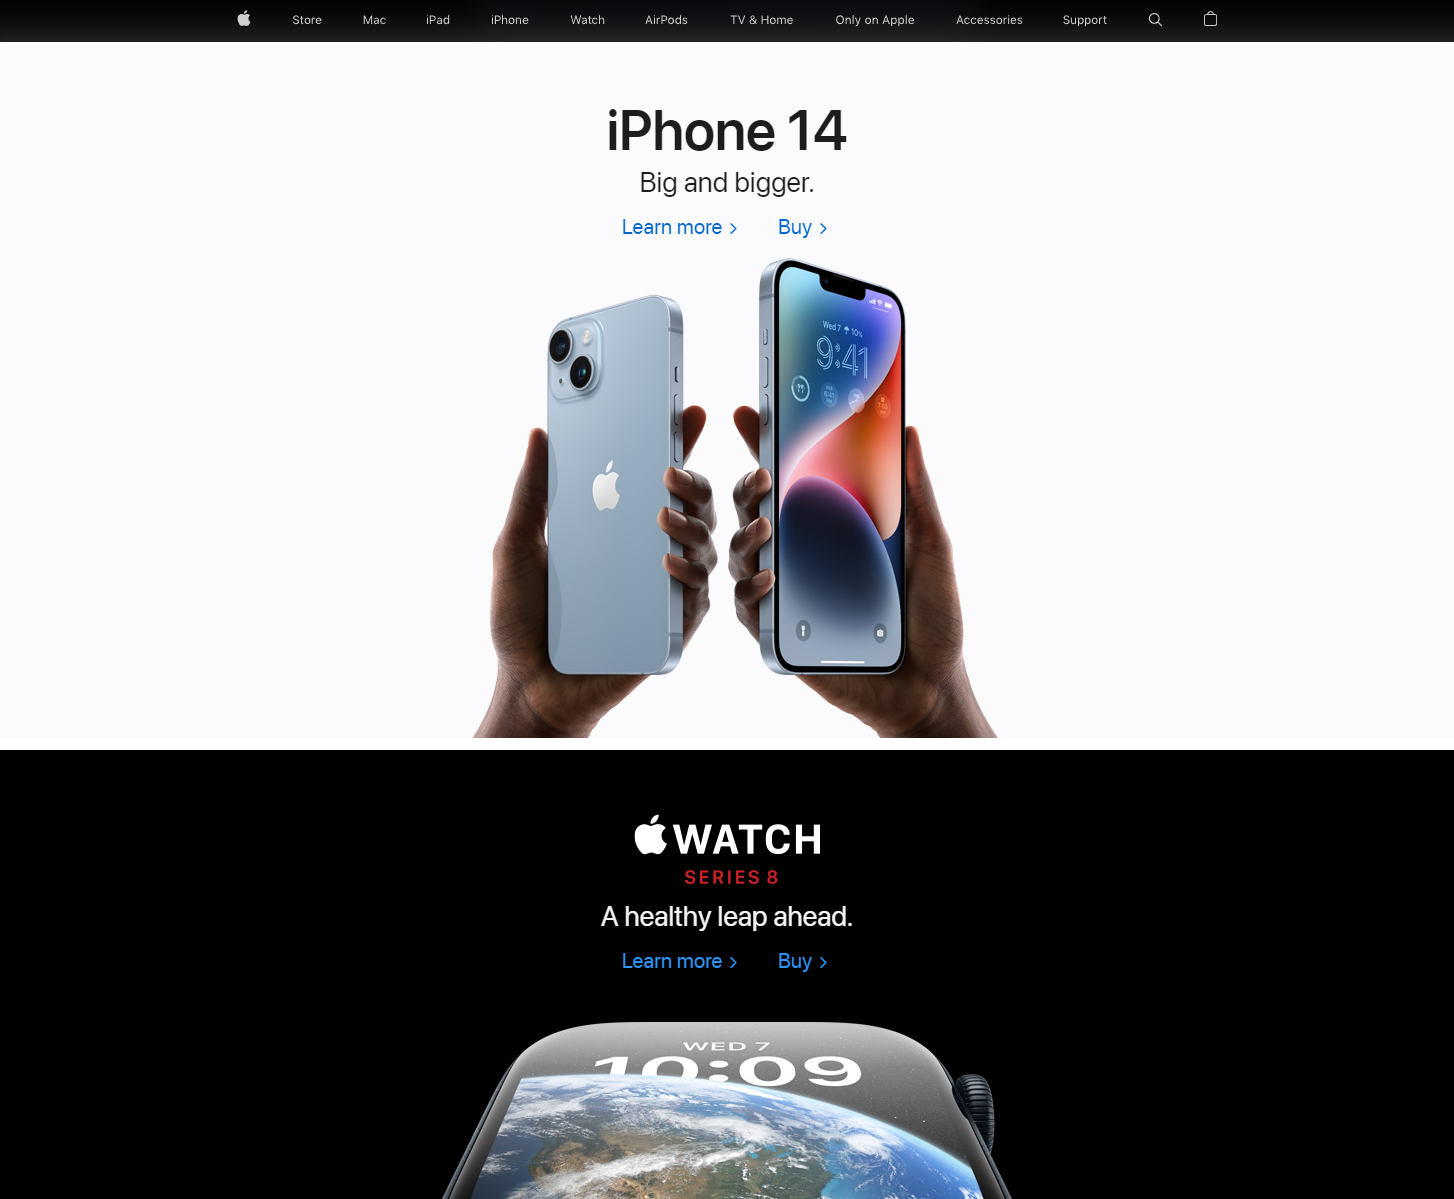 Store Mac iPad iPhone Watch AirPods TV & Home Only on Apple Accessories Support
iPhone 14
Big and bigger.
Learn more > Buy >
Wed 7 10%
9:41
WATCH
SERIES 8
A healthy leap ahead.
Learn more > Buy >
WED 7
10:09